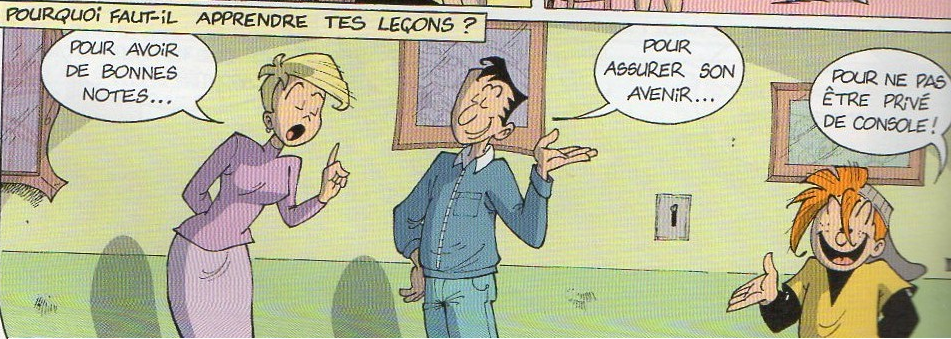 POURQUOI FAUT-IL APPRENDRE TES LEÇONS ?
POUR AVOIR
DE BONNES
NOTES...
POUR
ASSURER SON
AVENIR...
POUR NE PAS
ÊTRE PRIVÉ
DE CONSOLE !